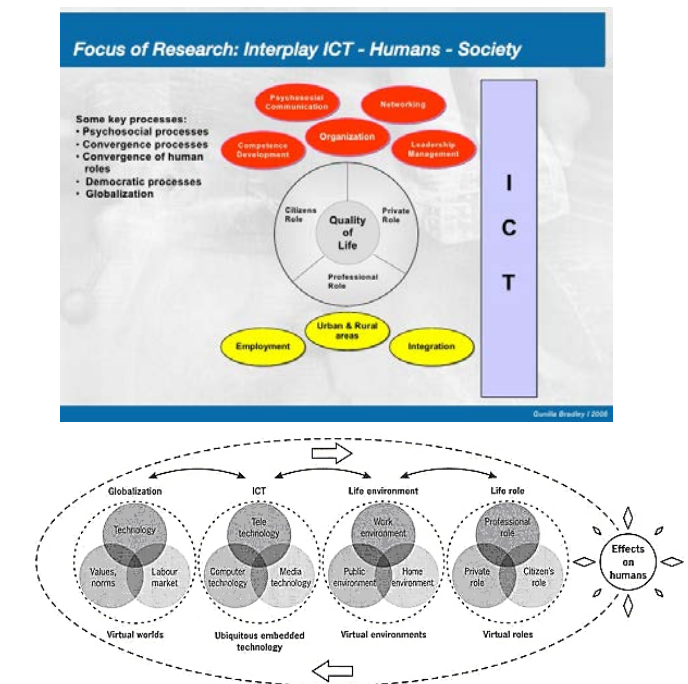 Focus of Research: Interplay ICT - Humans - Society
Some key processes:
• Psychosocial processes
• Convergence processes
• Convergence of human
roles
• Democratic processes
• Globalization
Psychosocial
Communication
Networking
Competence
Development
Organization
Leadership
Management
Citizens
Role
Private
Role
Quality
of
Life
Professional
Role
Employment
Urban & Rural
areas
Integration
I
C
T
Gunilla Bradley / 2006
Globalization
ICT
Life environment
Life role
Technology
Values,
norms
Labour
market
Tele
technology
Computer
technology
Media
technology
Work
environment
Public
environment
Home
environment
Professional
role
Private
role
Citizen's
role
Effects
on
humans
Virtual worlds
Ubiquitous embedded
technology
Virtual environments
Virtual roles